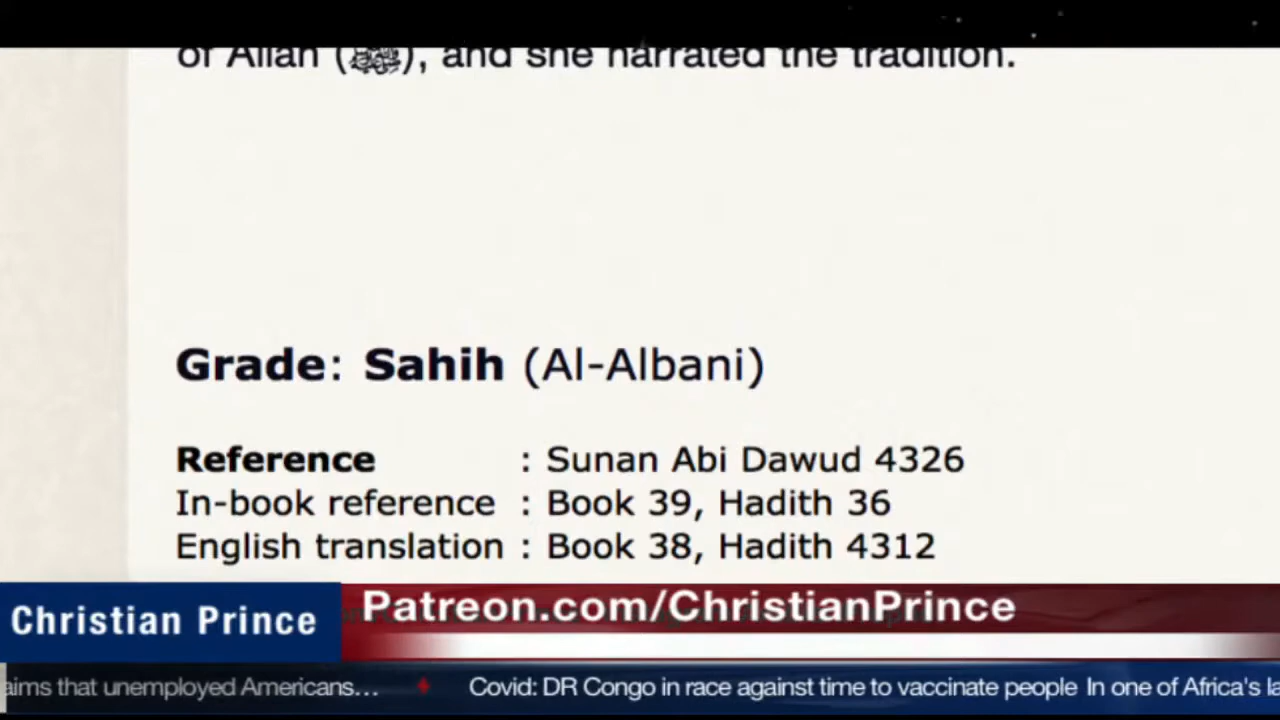 of Allah (ﷺ), and she narrated the tradition.
Grade: Sahih (Al-Albani)
Reference : Sunan Abi Dawud 4326
In-book reference : Book 39, Hadith 36
English translation : Book 38, Hadith 4312
Christian Prince
Patreon.com/ChristianPrince
aims that unemployed Americans... ♦ Covid: DR Congo in race against time to vaccinate people In one of Africa's la